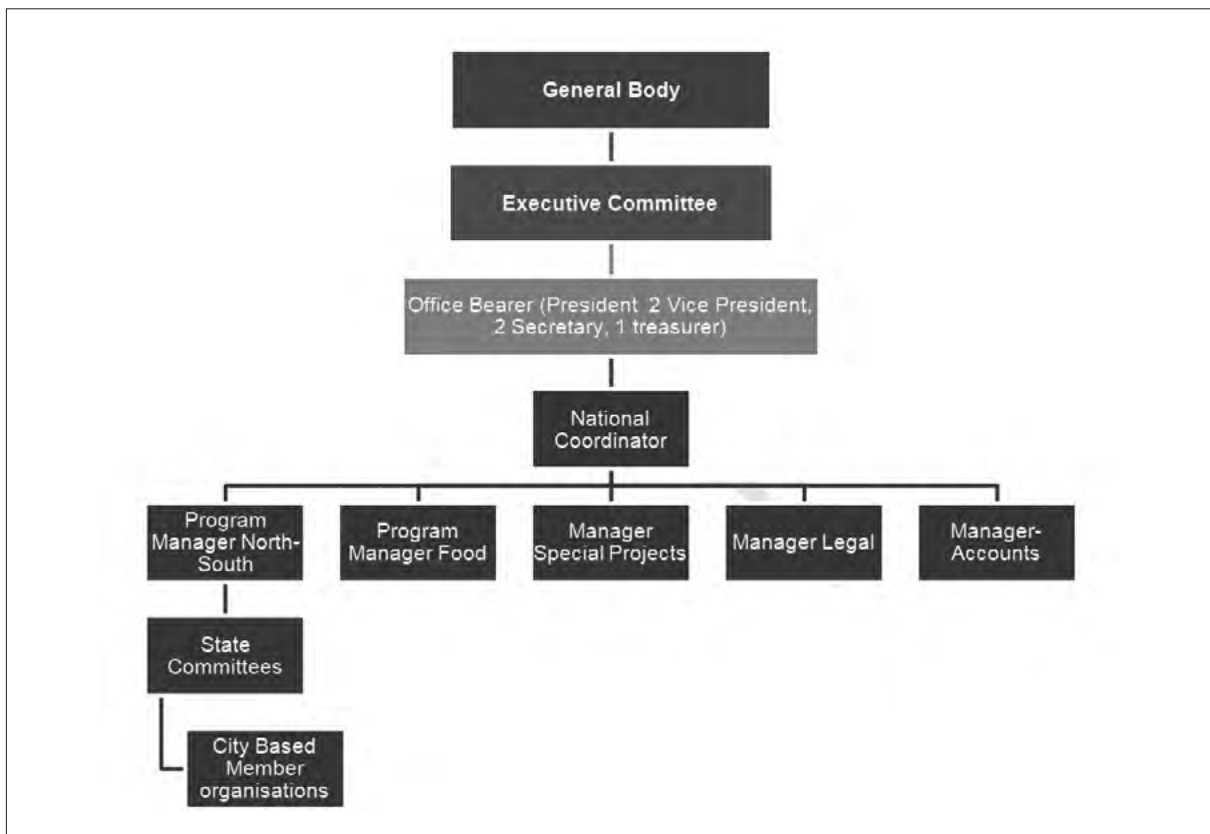 General Body
Executive Committee
Office Bearer (President 2 Vice President,
2 Secretary, 1 treasurer)
National
Coordinator
Program
Manager North-
South
Program
Manager Food
Manager
Special Projects
Manager Legal
Manager-
Accounts
State
Committees
City Based
Member
organisations